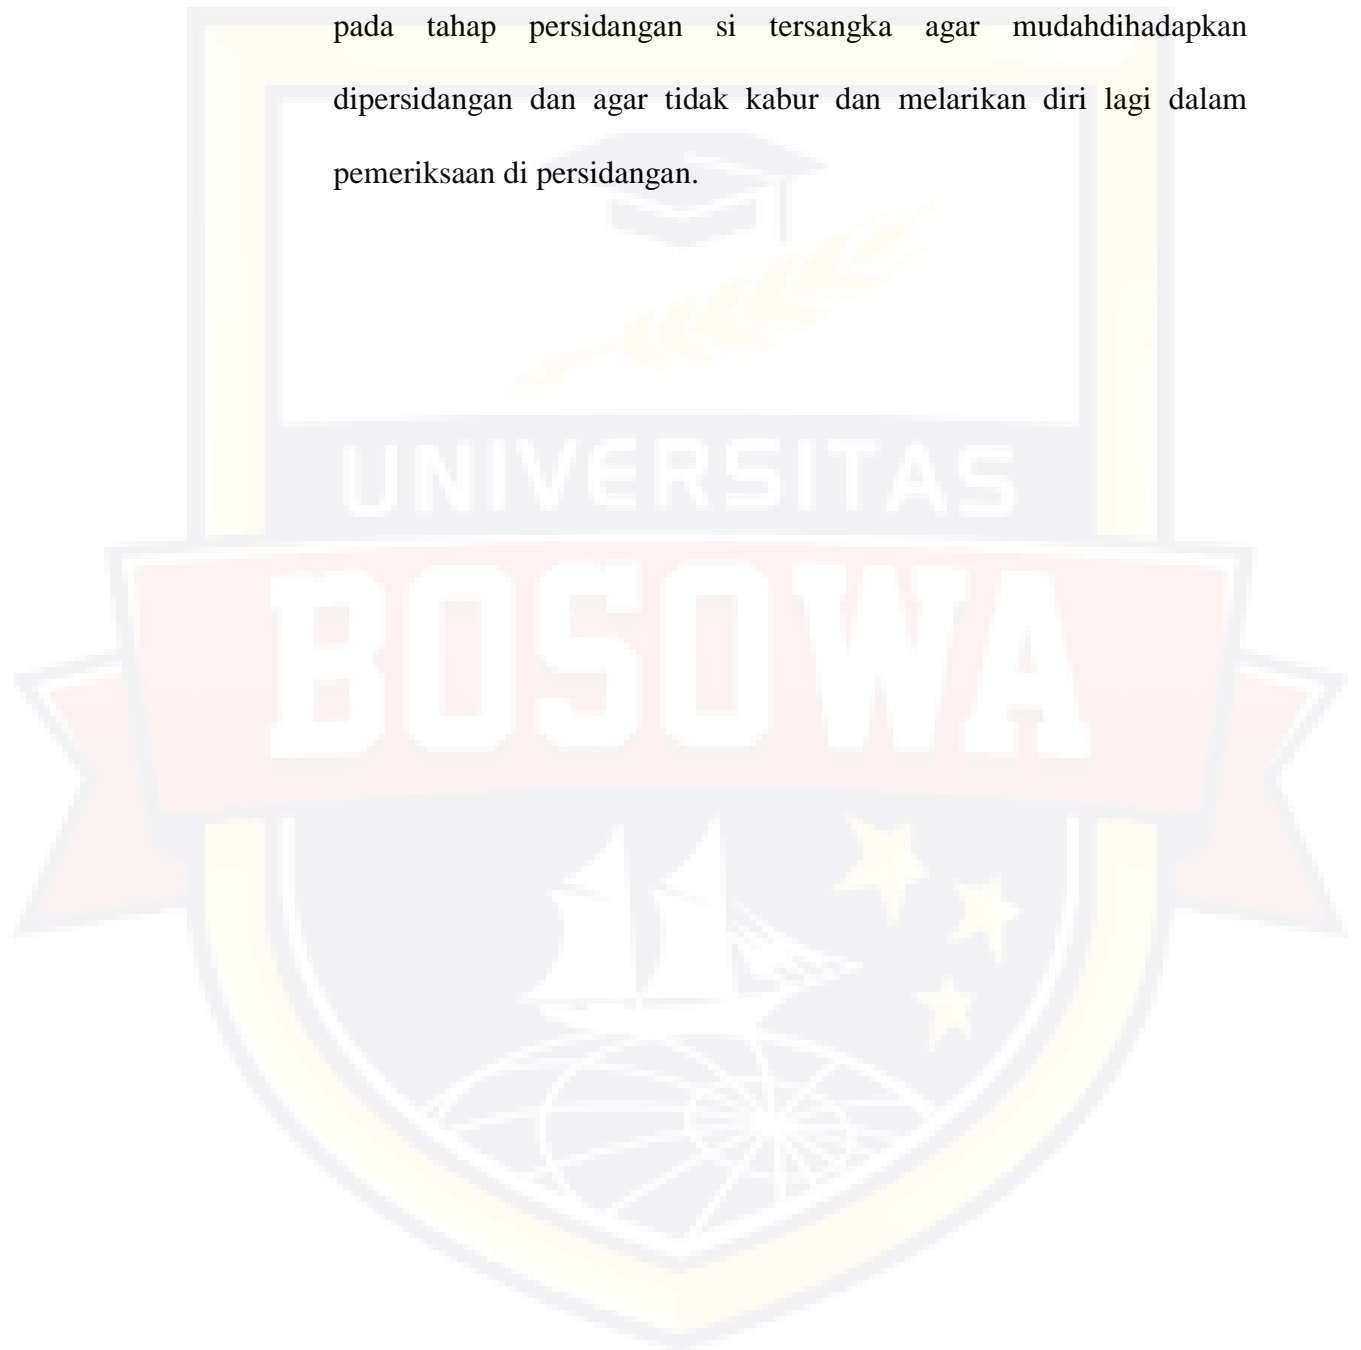 pada tahap persidangan si tersangka agar mudahdihadapkan
dipersidangan dan agar tidak kabur dan melarikan diri lagi dalam
pemeriksaan di persidangan.
UNIVERSITAS
BOSOWA